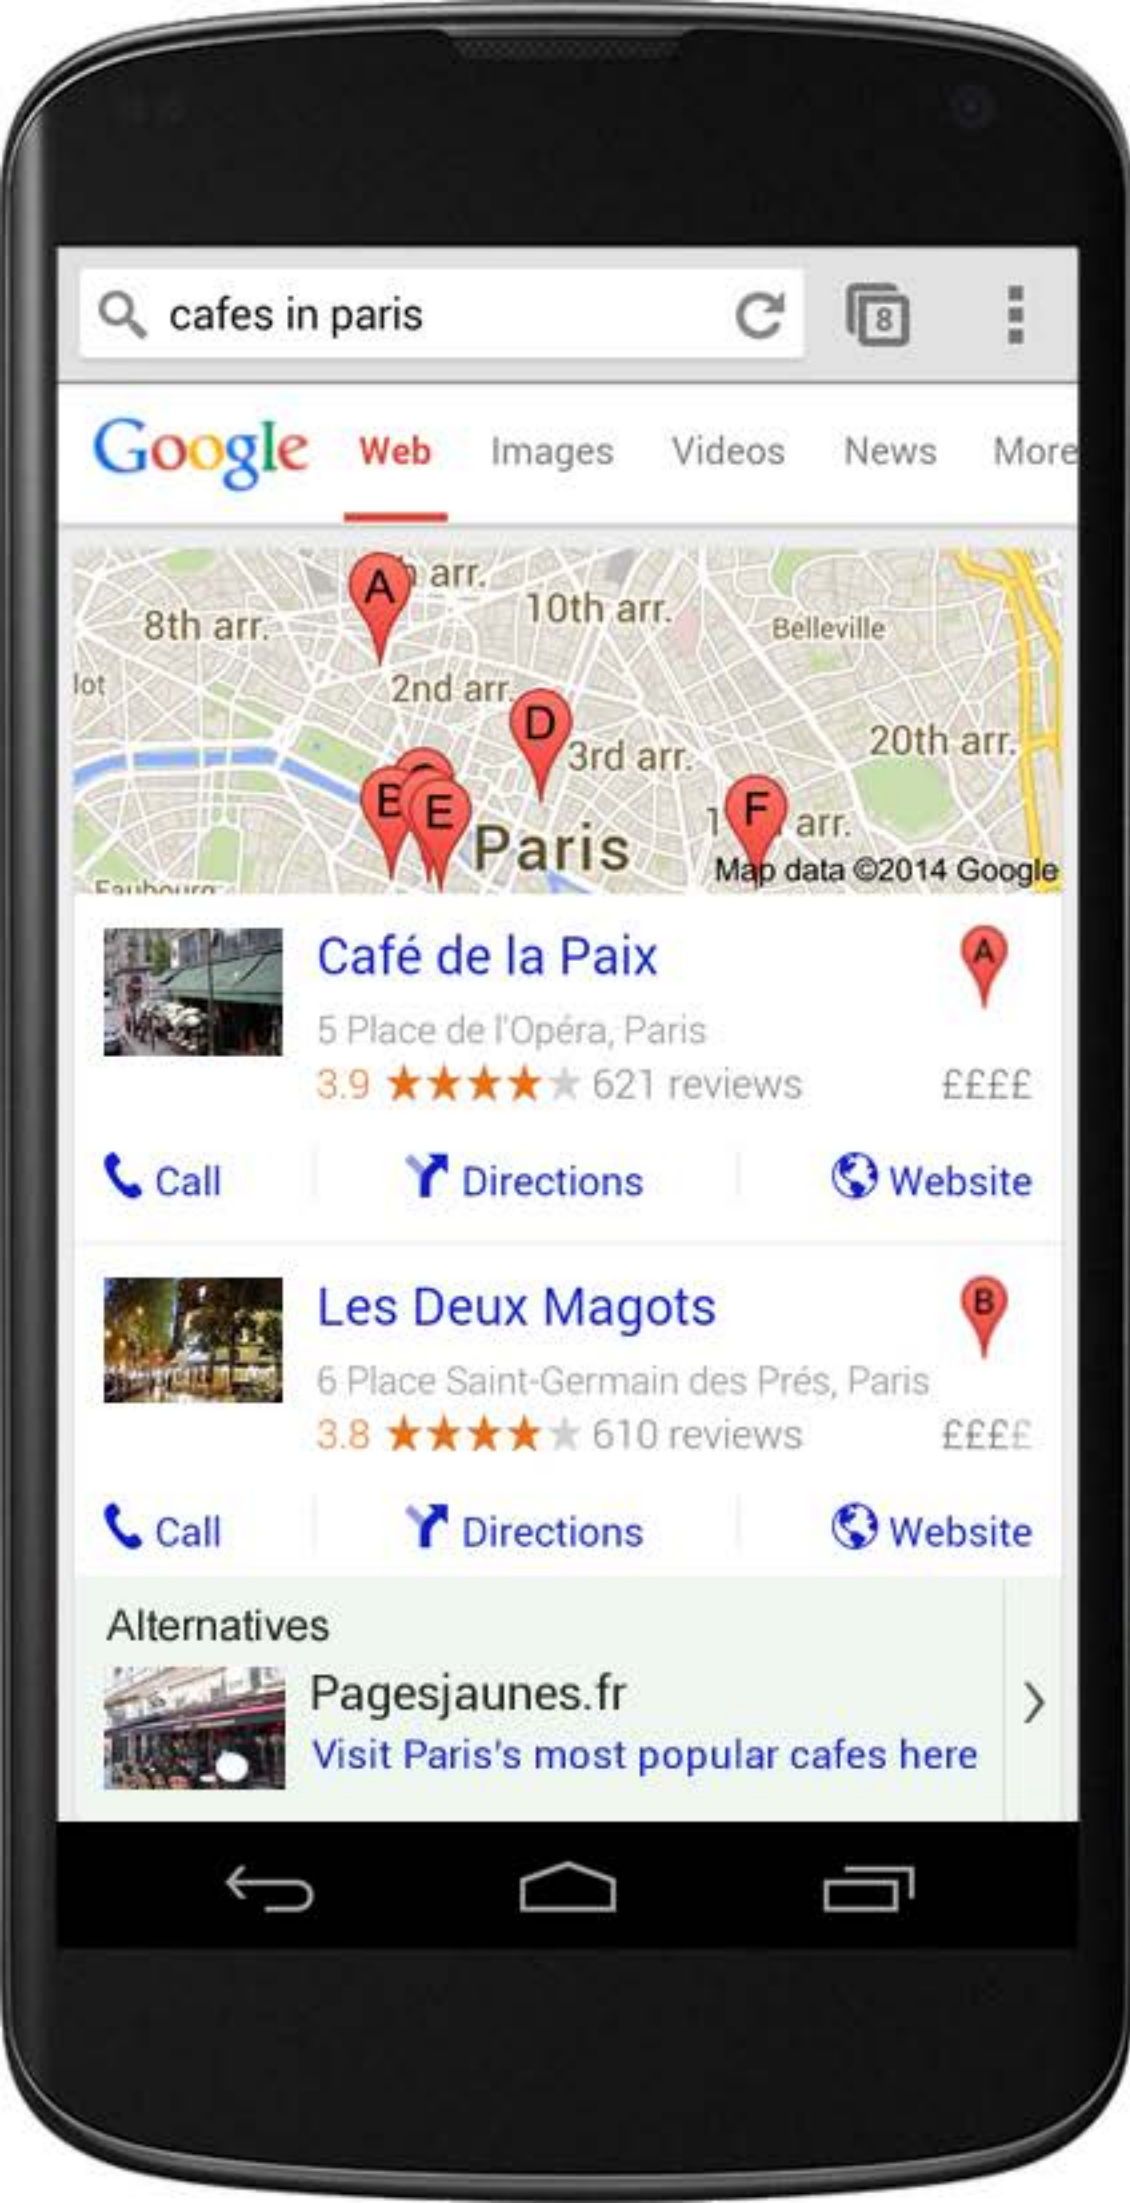 cafes in paris
8
Google Web Images Videos News More
A
arr.
8th arr.
10th arr.
Belleville
lot
2nd arr.
D
3rd arr.
20th arr.
E
F
arr.
Paris
Map data ©2014 Google
Faubourg
Café de la Paix
A
5 Place de l'Opéra, Paris
3.9 621 reviews ££££
Call Directions Website
Les Deux Magots
B
6 Place Saint-Germain des Prés, Paris
3.8 610 reviews ££££
Call Directions Website
Alternatives
Pagesjaunes.fr
Visit Paris's most popular cafes here